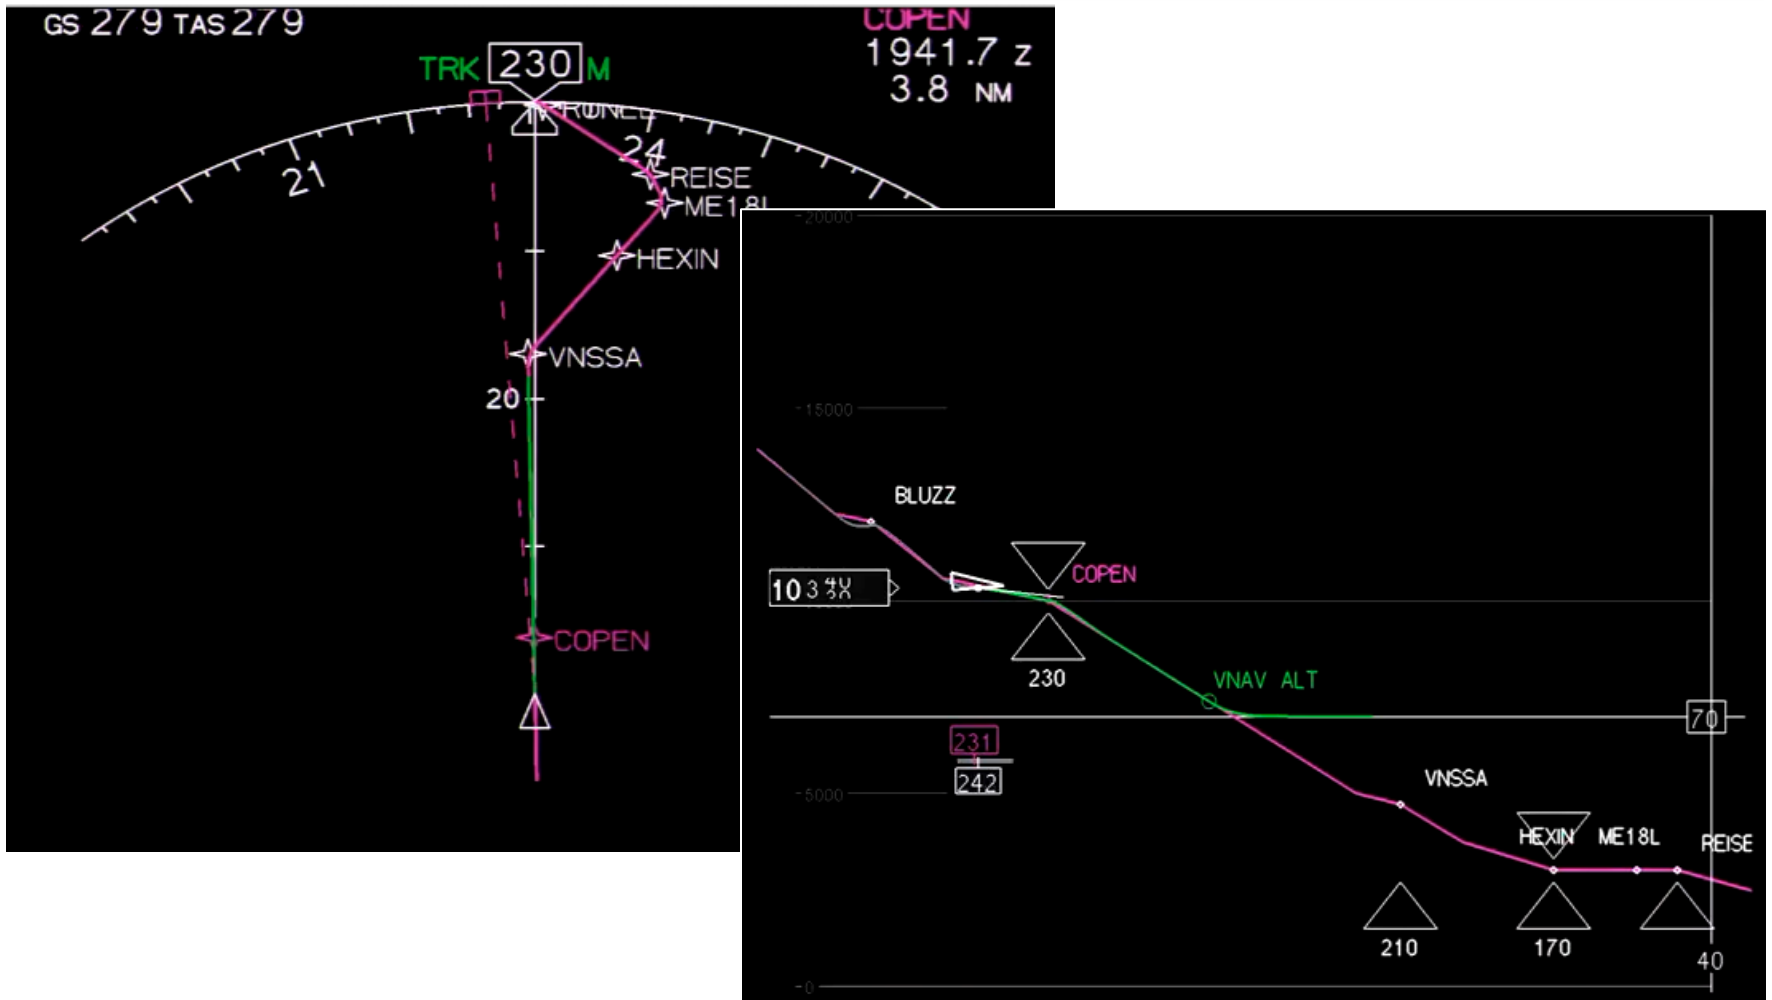 GS 279 TAS 279
COPEN
1941.7 z
3.8 NM
TRK 230 M
21
24
REISE
ME18L
HEXIN
VNSSA
20
COPEN
20000
15000
BLUZZ
COPEN
230
VNAV ALT
70
231
242
5000
VNSSA
HEXIN
ME18L
REISE
210
170
40
0